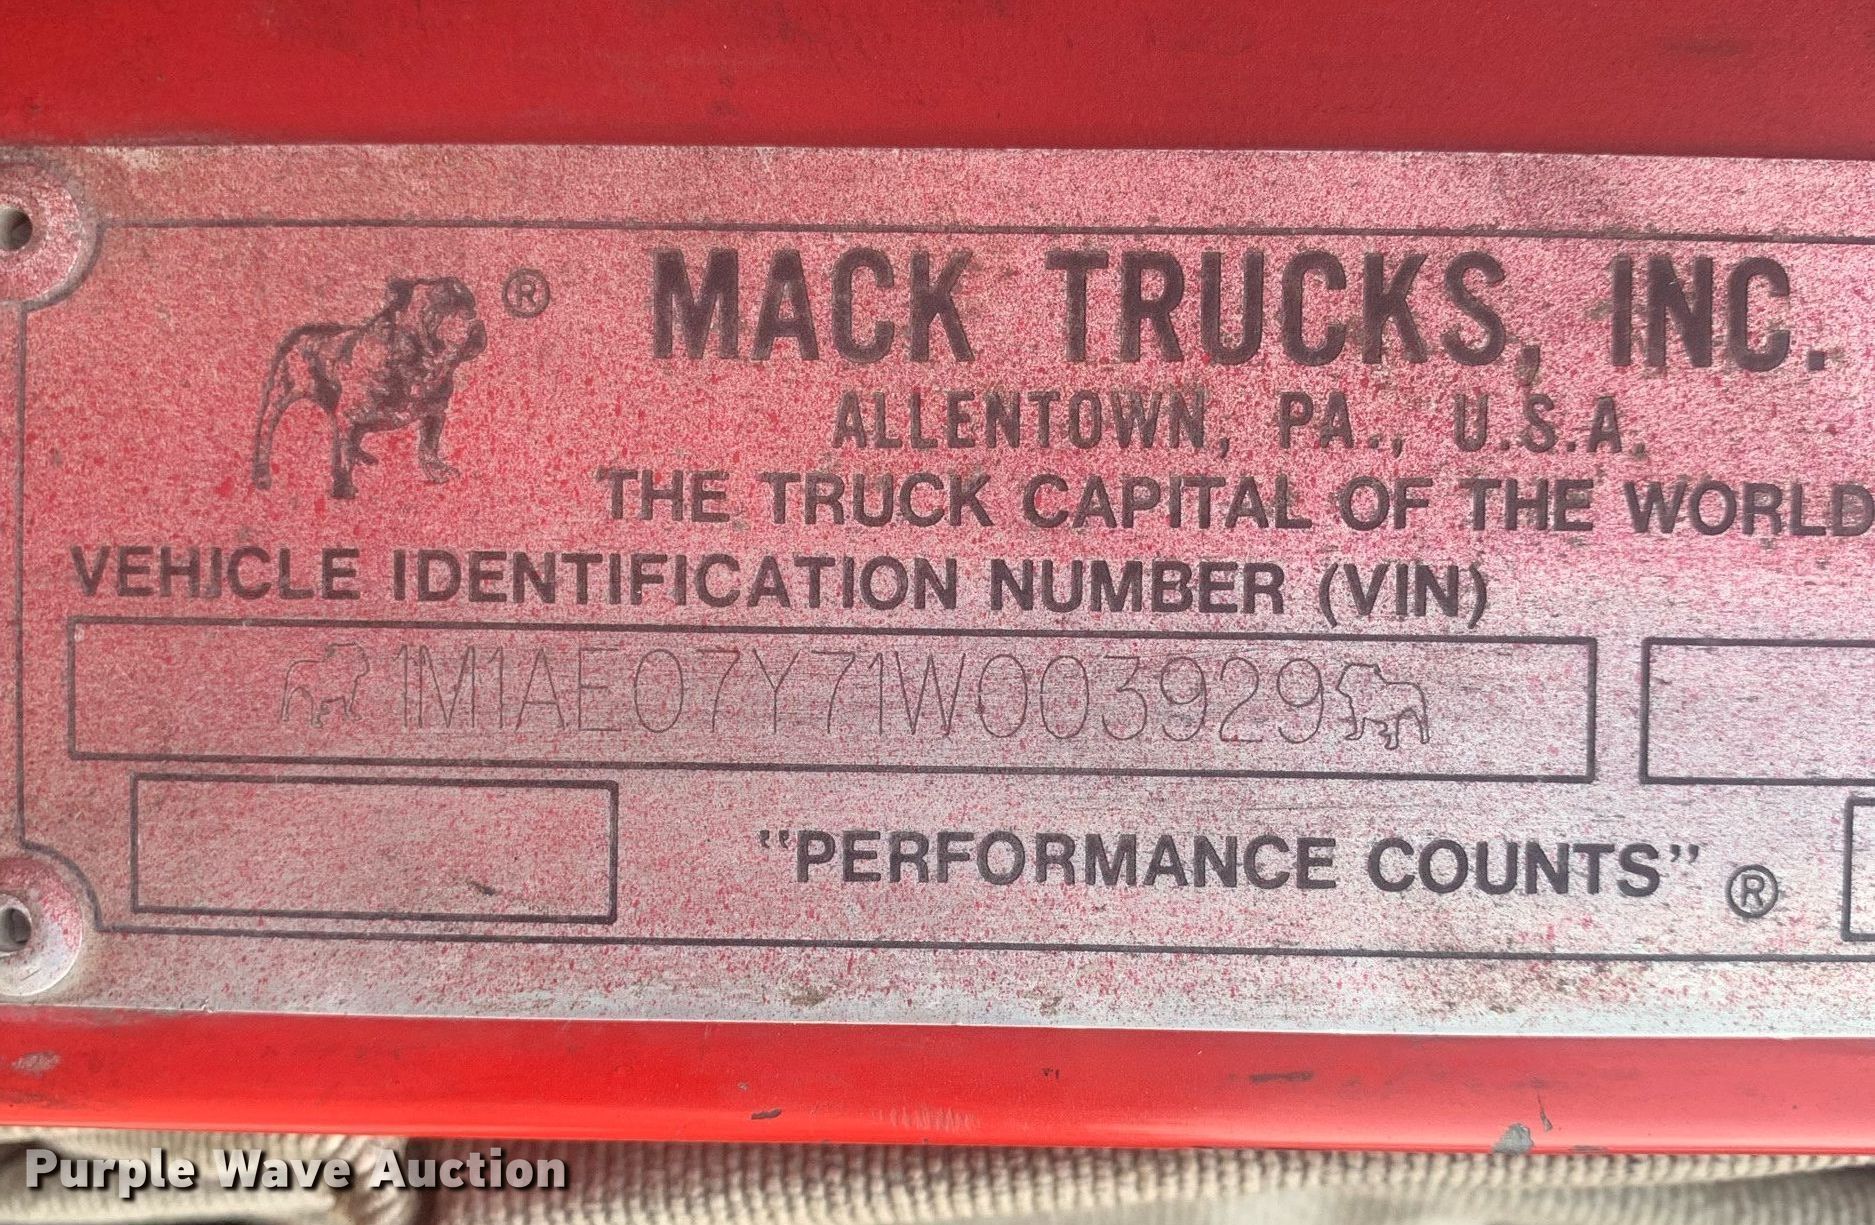 ®
MACK TRUCKS, INC.
ALLENTOWN, PA., U.S.A.
THE TRUCK CAPITAL OF THE WORLD
VEHICLE IDENTIFICATION NUMBER (VIN)
1M1AE07Y71W003929
"PERFORMANCE COUNTS" ®
Purple Wave Auction